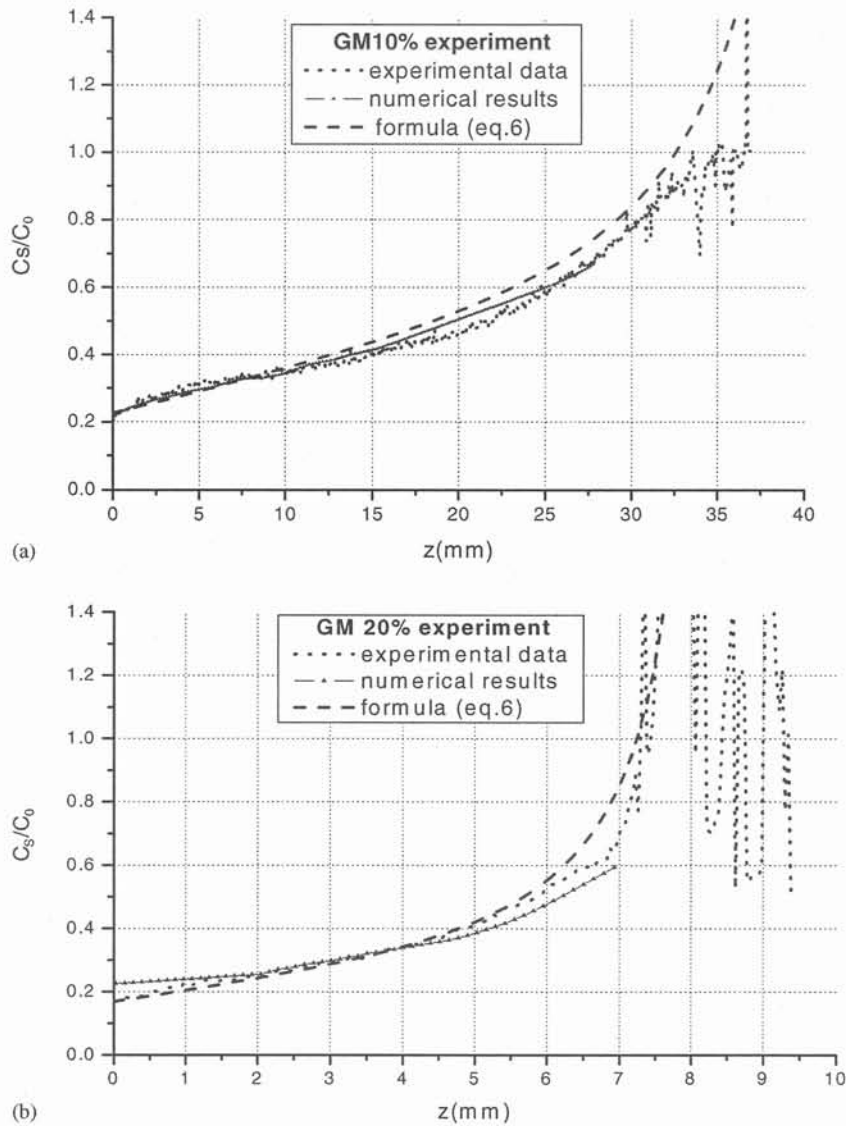 1.4
1.2
1.0
0.8
0.6
0.4
0.2
0.0
Cs/C0
GM10% experiment
experimental data
numerical results
formula (eq.6)
0 5 10 15 20 25 30 35 40
z(mm)
(a)
1.4
1.2
1.0
0.8
0.6
0.4
0.2
0.0
Cs/C0
GM 20% experiment
experimental data
numerical results
formula (eq.6)
0 1 2 3 4 5 6 7 8 9 10
z(mm)
(b)